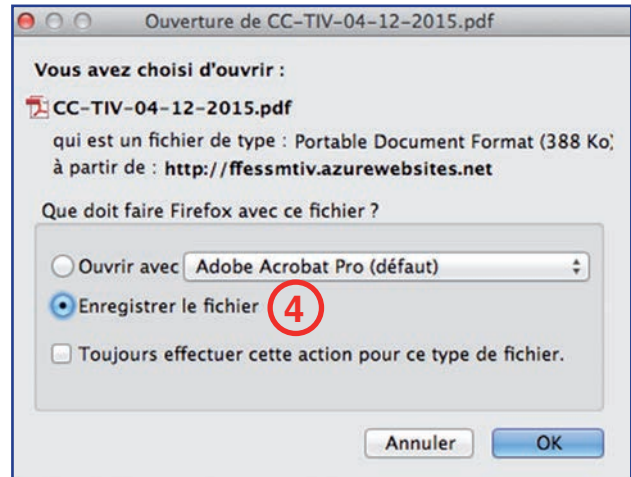 Ouverture de CC-TIV-04-12-2015.pdf
Vous avez choisi d'ouvrir :
CC-TIV-04-12-2015.pdf
qui est un fichier de type : Portable Document Format (388 Ko)
à partir de : http://ffessmtiv.azurewebsites.net
Que doit faire Firefox avec ce fichier ?
Ouvrir avec Adobe Acrobat Pro (défaut)
Enregistrer le fichier 4
Toujours effectuer cette action pour ce type de fichier.
Annuler OK